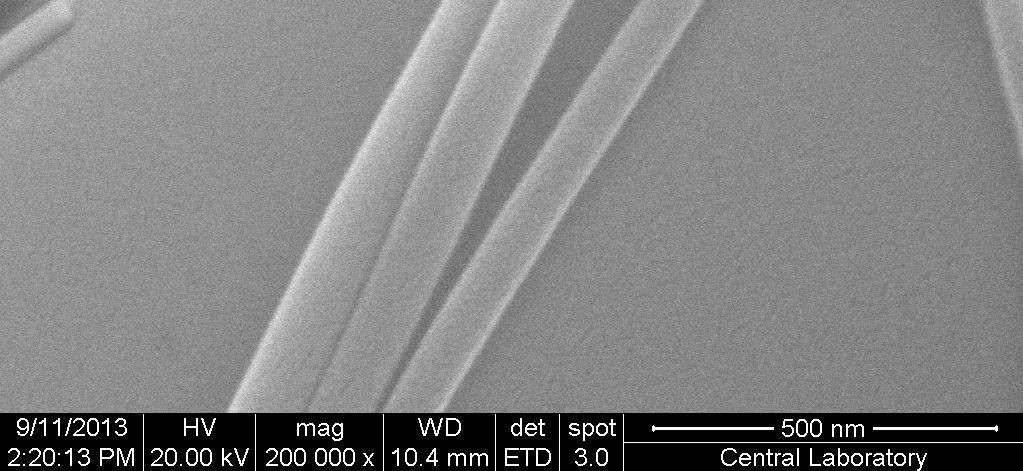 9/11/2013 HV mag WD det spot 500 nm
2:20:13 PM 20.00 kV 200 000 x 10.4 mm ETD 3.0 Central Laboratory